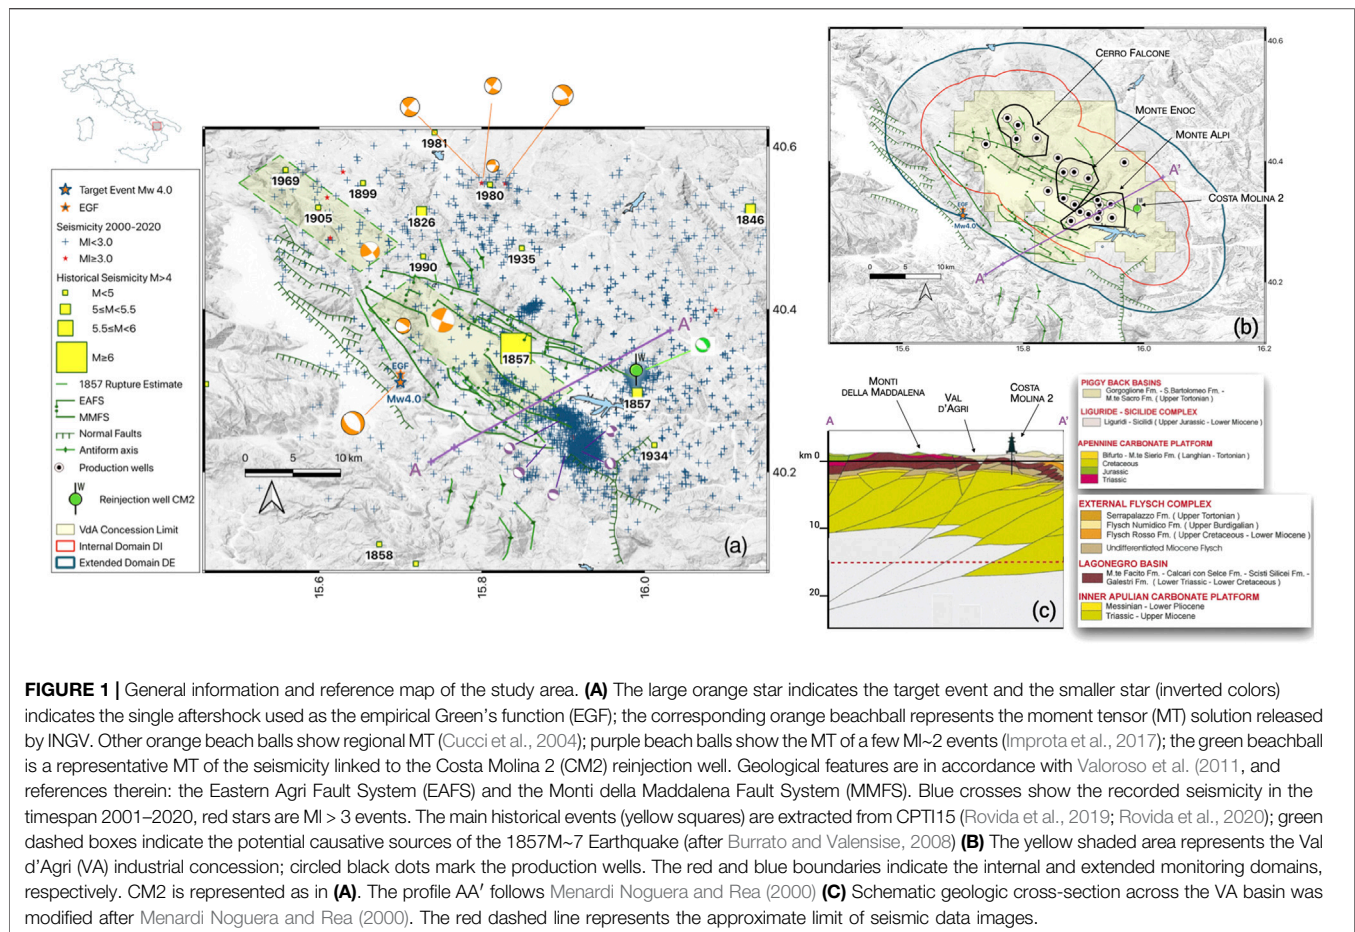 Target Event Mw 4.0
EGF
Seismicity 2000-2020
Ml<3.0
Ml≥3.0
Historical Seismicity M>4
M<5
5≤M<5.5
5.5≤M<6
M≥6
1857 Rupture Estimate
EAFS
MMFS
Normal Faults
Antiform axis
Production wells
W
Reinjection well CM2
VdA Concession Limit
Internal Domain DI
Extended Domain DE
1981
1969
1899
1980
1905
1826
1846
1990
1935
1857
A'
W
EGF
Mw4.0
1857
1934
A
0 5 10 km
1858
(a)
40.6
40.4
40.2
15.6
15.8
16.0
CERRO FALCONE
MONTE ENOC
MONTE ALPI
A'
COSTA MOLINA 2
W
EGF
Mw4.0
A
0 5 10 km
(b)
40.6
40.4
40.2
15.6
15.8
16.0
16.2
MONTI
DELLA MADDALENA
VAL
D'AGRI
COSTA
MOLINA 2
A
A'
km 0
10
20
(c)
PIGGY BACK BASINS
Gorgoglione Fm. - S.Bartolomeo Fm. -
M.te Sacro Fm. ( Upper Tortonian )
LIGURIDE - SICILIDE COMPLEX
Liguridi - Sicilidi ( Upper Jurassic - Lower Miocene )
APENNINE CARBONATE PLATFORM
Bifurto - M.te Sierio Fm. ( Langhian - Tortonian )
Cretaceous
Jurassic
Triassic
EXTERNAL FLYSCH COMPLEX
Serrapalazzo Fm. ( Upper Tortonian )
Flysch Numidico Fm. ( Upper Burdigalian )
Flysch Rosso Fm. ( Upper Cretaceous - Lower Miocene )
Undifferentiated Miocene Flysch
LAGONEGRO BASIN
M.te Facito Fm. - Calcari con Selce Fm. - Scisti Silicei Fm. -
Galestri Fm. ( Lower Triassic - Lower Cretaceous )
INNER APULIAN CARBONATE PLATFORM
Messinian - Lower Pliocene
Triassic - Upper Miocene
FIGURE 1 | General information and reference map of the study area. (A) The large orange star indicates the target event and the smaller star (inverted colors)
indicates the single aftershock used as the empirical Green's function (EGF); the corresponding orange beachball represents the moment tensor (MT) solution released
by INGV. Other orange beach balls show regional MT (Cucci et al., 2004); purple beach balls show the MT of a few Ml~2 events (Improta et al., 2017); the green beachball
is a representative MT of the seismicity linked to the Costa Molina 2 (CM2) reinjection well. Geological features are in accordance with Valoroso et al. (2011, and
references therein: the Eastern Agri Fault System (EAFS) and the Monti della Maddalena Fault System (MMFS). Blue crosses show the recorded seismicity in the
timespan 2001–2020, red stars are Ml > 3 events. The main historical events (yellow squares) are extracted from CPTI15 (Rovida et al., 2019; Rovida et al., 2020); green
dashed boxes indicate the potential causative sources of the 1857M~7 Earthquake (after Burrato and Valensise, 2008) (B) The yellow shaded area represents the Val
d'Agri (VA) industrial concession; circled black dots mark the production wells. The red and blue boundaries indicate the internal and extended monitoring domains,
respectively. CM2 is represented as in (A). The profile AA′ follows Menardi Noguera and Rea (2000) (C) Schematic geologic cross-section across the VA basin was
modified after Menardi Noguera and Rea (2000). The red dashed line represents the approximate limit of seismic data images.